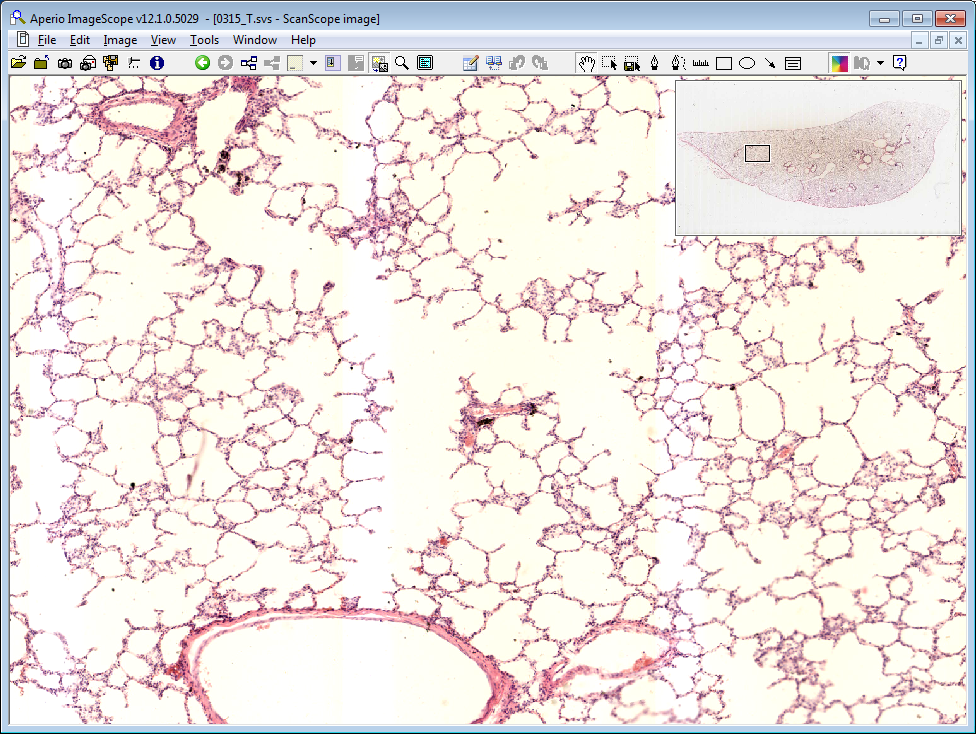 Aperio ImageScope v12.1.0.5029 - [0315_T.svs - ScanScope image]
File Edit Image View Tools Window Help